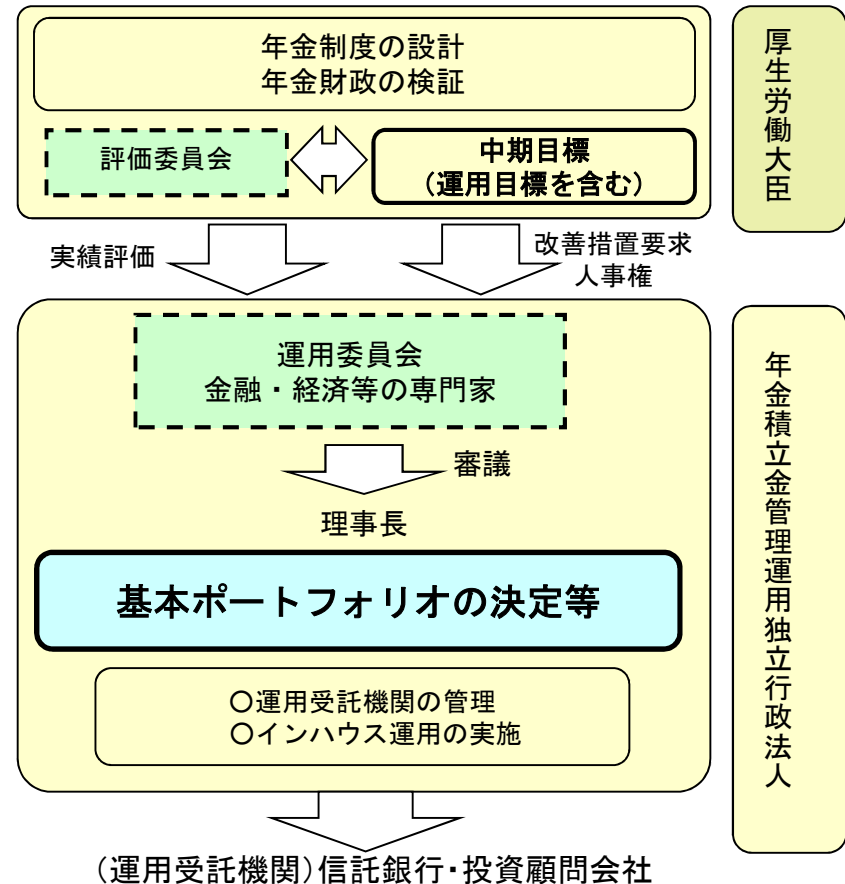 年金制度の設計
年金財政の検証
厚生労働大臣
評価委員会
中期目標
(運用目標を含む)
実績評価
改善措置要求
人事権
運用委員会
金融・経済等の専門家
審議
理事長
基本ポートフォリオの決定等
○運用受託機関の管理
○インハウス運用の実施
年金積立金管理運用独立行政法人
(運用受託機関)信託銀行・投資顧問会社